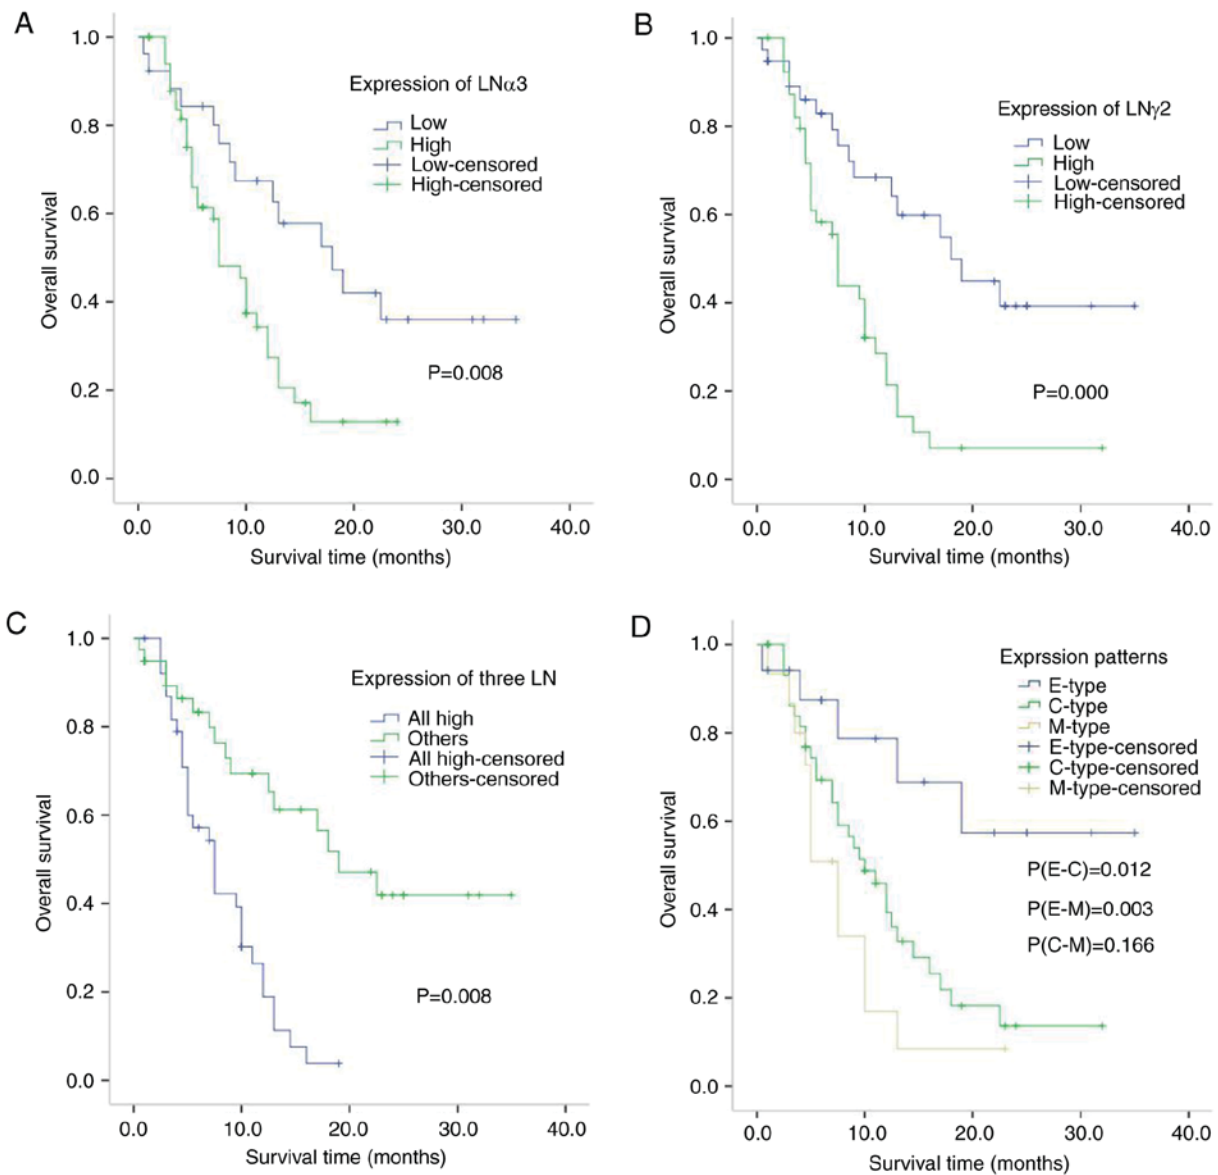 A
Expression of LNα3
Low
High
Low-censored
High-censored
P=0.008
Overall survival
1.0
0.8
0.6
0.4
0.2
0.0
0.0 10.0 20.0 30.0 40.0
Survival time (months)
B
Expression of LNγ2
Low
High
Low-censored
High-censored
P=0.000
Overall survival
1.0
0.8
0.6
0.4
0.2
0.0
0.0 10.0 20.0 30.0 40.0
Survival time (months)
C
Expression of three LN
All high
Others
All high-censored
Others-censored
P=0.008
Overall survival
1.0
0.8
0.6
0.4
0.2
0.0
0.0 10.0 20.0 30.0 40.0
Survival time (months)
D
Exprssion patterns
E-type
C-type
M-type
E-type-censored
C-type-censored
M-type-censored
P(E-C)=0.012
P(E-M)=0.003
P(C-M)=0.166
Overall survival
1.0
0.8
0.6
0.4
0.2
0.0
0.0 10.0 20.0 30.0 40.0
Survival time (months)